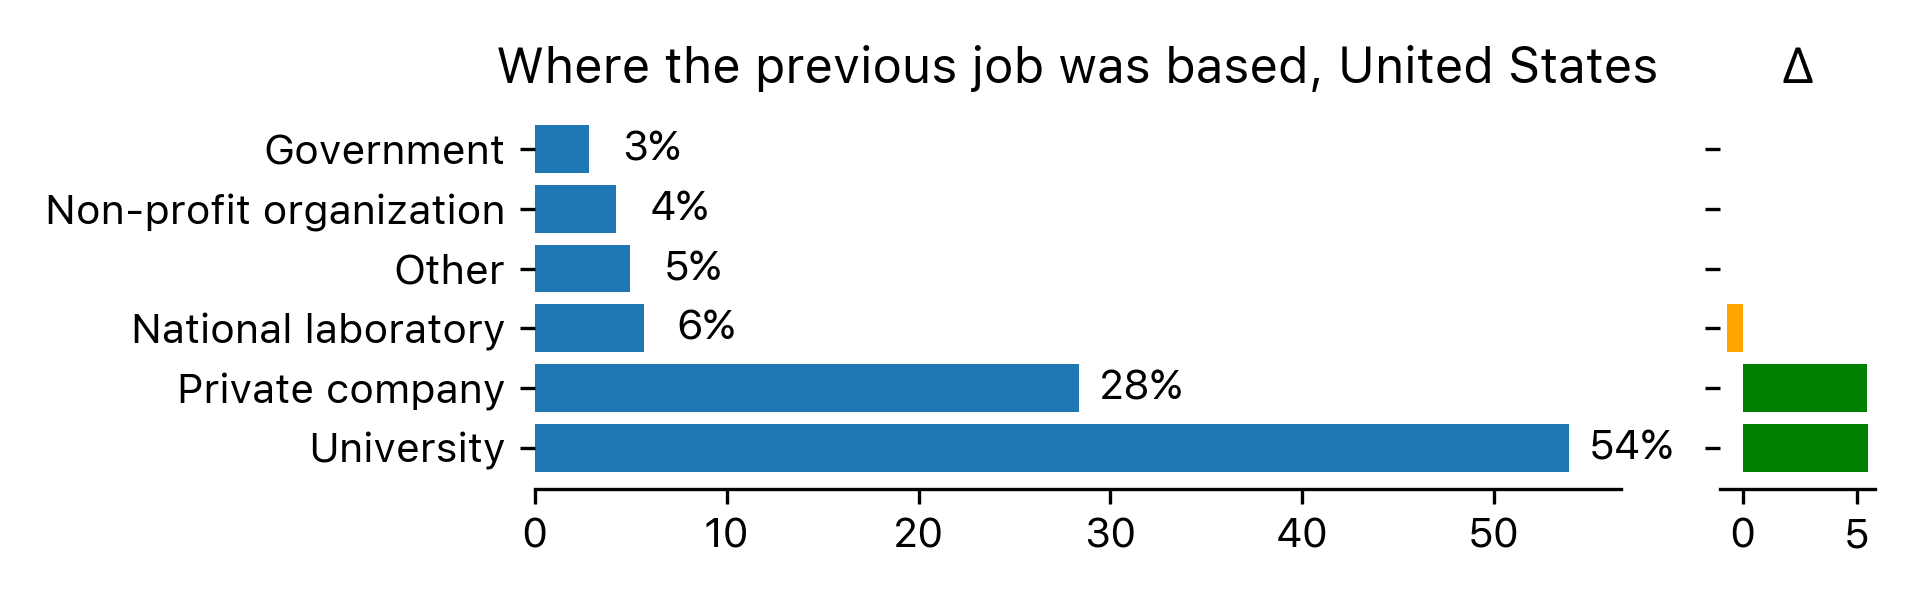 Where the previous job was based, United States Δ
Government 3%
Non-profit organization 4%
Other 5%
National laboratory 6%
Private company 28%
University 54%
0 10 20 30 40 50 0 5